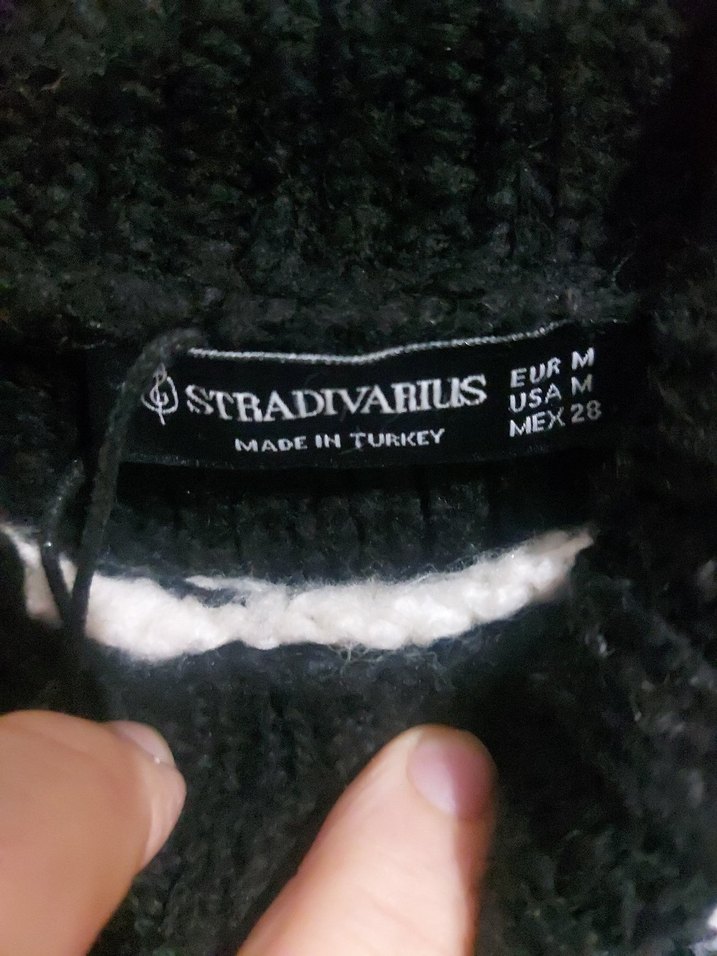 STRADIVARIUS
MADE IN TURKEY
EUR M
USA M
MEX 28